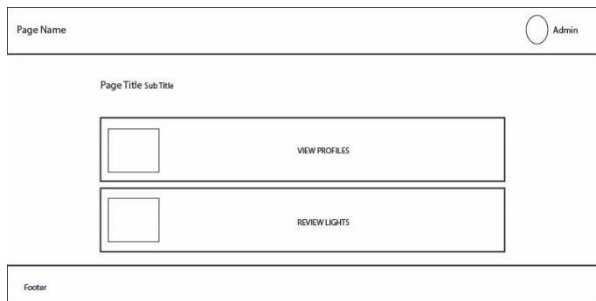 Page Name
Admin
Page Title Sub Title
VIEW PROFILES
REVIEW LIGHTS
Footer